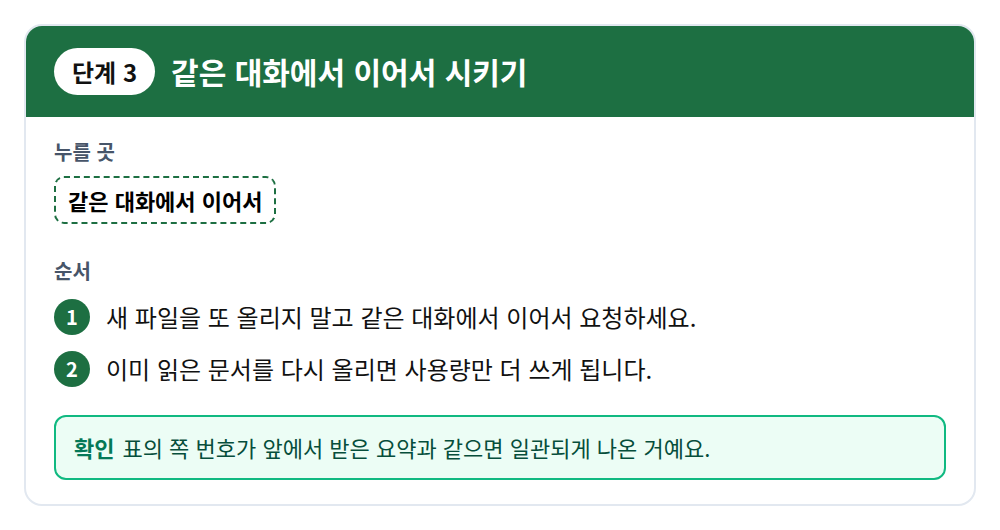 단계 3 같은 대화에서 이어서 시키기
누를 곳
같은 대화에서 이어서
순서
1 새 파일을 또 올리지 말고 같은 대화에서 이어서 요청하세요.
2 이미 읽은 문서를 다시 올리면 사용량만 더 쓰게 됩니다.
확인 표의 쪽 번호가 앞에서 받은 요약과 같으면 일관되게 나온 거예요.